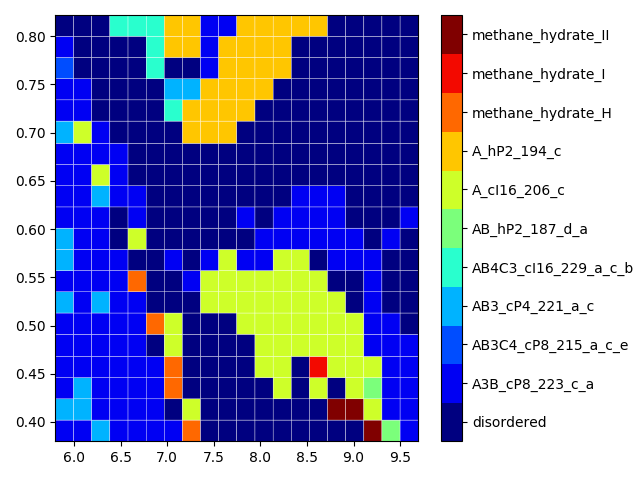 0.80
0.75
0.70
0.65
0.60
0.55
0.50
0.45
0.40
6.0 6.5 7.0 7.5 8.0 8.5 9.0 9.5
methane_hydrate_II
methane_hydrate_I
methane_hydrate_H
A_hP2_194_c
A_cI16_206_c
AB_hP2_187_d_a
AB4C3_cI16_229_a_c_b
AB3_cP4_221_a_c
AB3C4_cP8_215_a_c_e
A3B_cP8_223_c_a
disordered